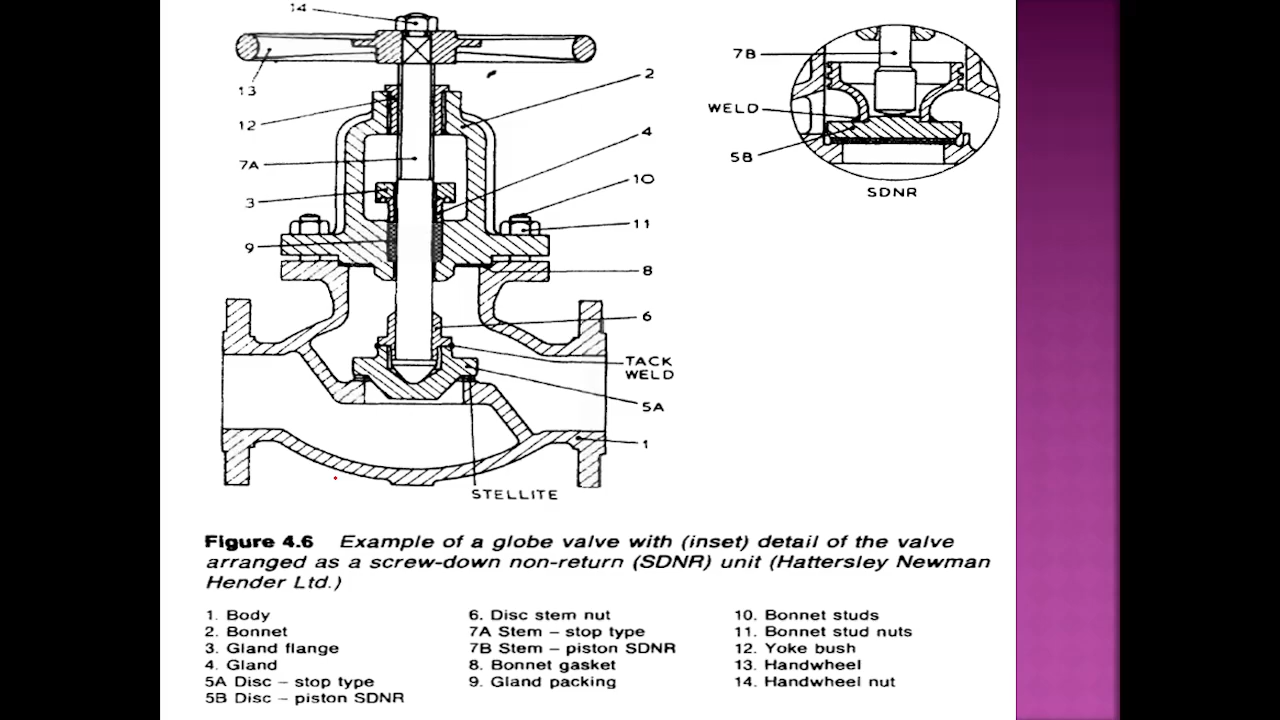 14
13
12
7A
3
9
2
4
10
11
8
6
TACK
WELD
5A
1
STELLITE
7B
WELD
5B
SDNR
Figure 4.6 Example of a globe valve with (inset) detail of the valve
arranged as a screw-down non-return (SDNR) unit (Hattersley Newman
Hender Ltd.)
1. Body
2. Bonnet
3. Gland flange
4. Gland
5A Disc – stop type
5B Disc – piston SDNR
6. Disc stem nut
7A Stem – stop type
7B Stem – piston SDNR
8. Bonnet gasket
9. Gland packing
10. Bonnet studs
11. Bonnet stud nuts
12. Yoke bush
13. Handwheel
14. Handwheel nut